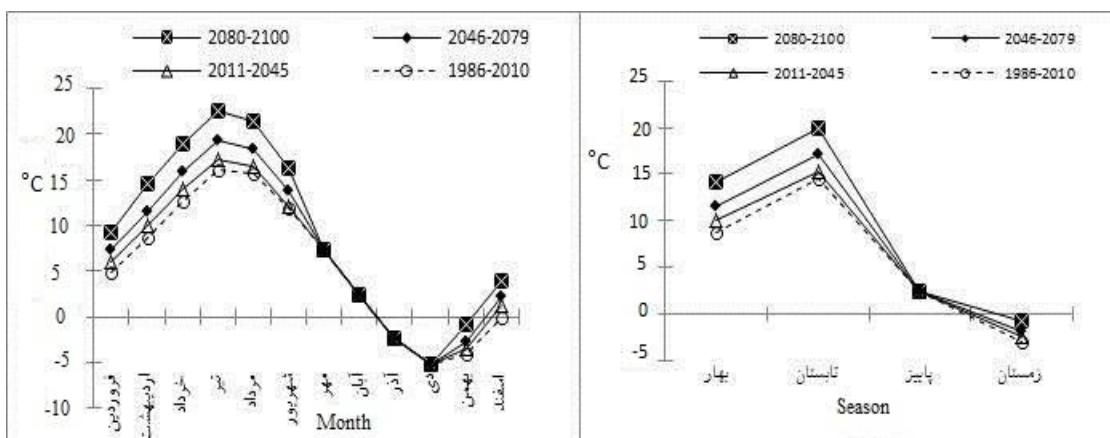 2080-2100 2046-2079
2011-2045 1986-2010
25
20
15
10
5
0
-5
-10
°C
فروردین
اردیبهشت
خرداد
تیر
مرداد
شهریور
مهر
آبان
آذر
دی
بهمن
اسفند
Month
2080-2100 2046-2079
2011-2045 1986-2010
25
20
15
10
5
0
-5
°C
بهار
تابستان
پاییز
زمستان
Season